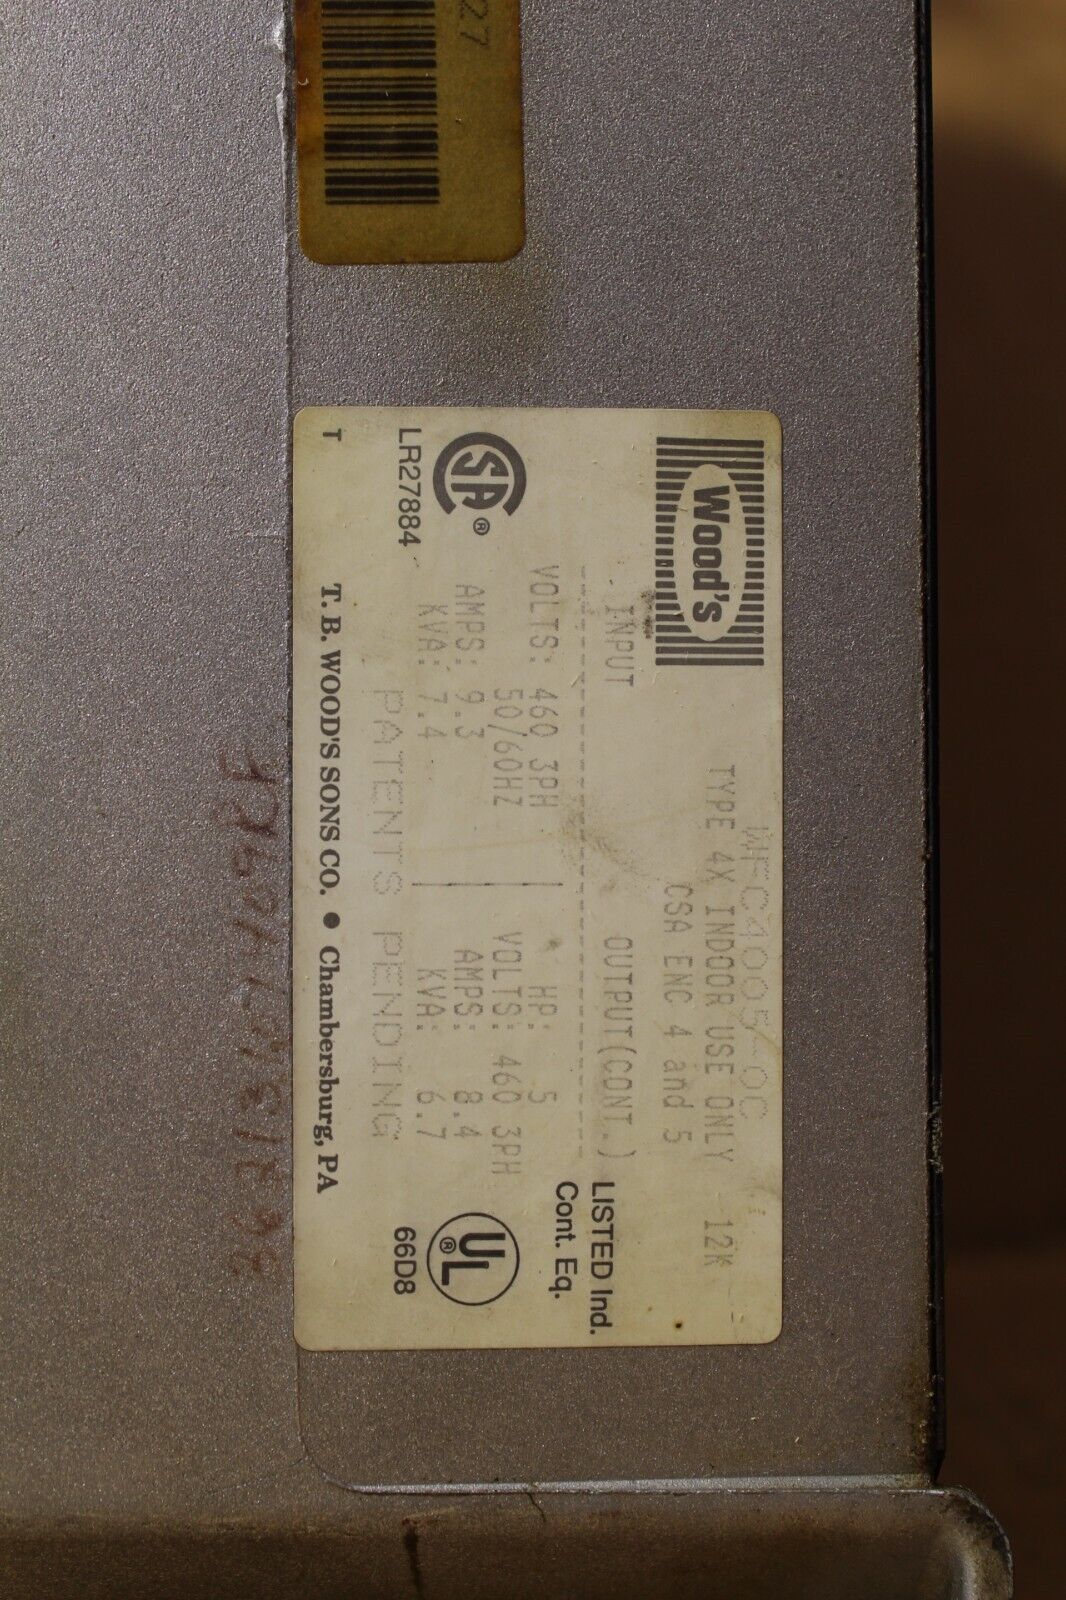 27
Wood's
TYPE 4X INDOOR USE ONLY 12K
CSA ENC 4 and 5
INPUT OUTPUT(CONT.)
LISTED Ind.
Cont. Eq.
VOLTS: 460 3PH HP: 5
50/60HZ VOLTS: 460 3PH
AMPS: 9.3 AMPS: 8.4
KVA: 7.4 KVA: 6.7
SA ®
LR27884
UL ®
66D8
PATENTS PENDING
T T. B. WOOD'S SONS CO. ● Chambersburg, PA